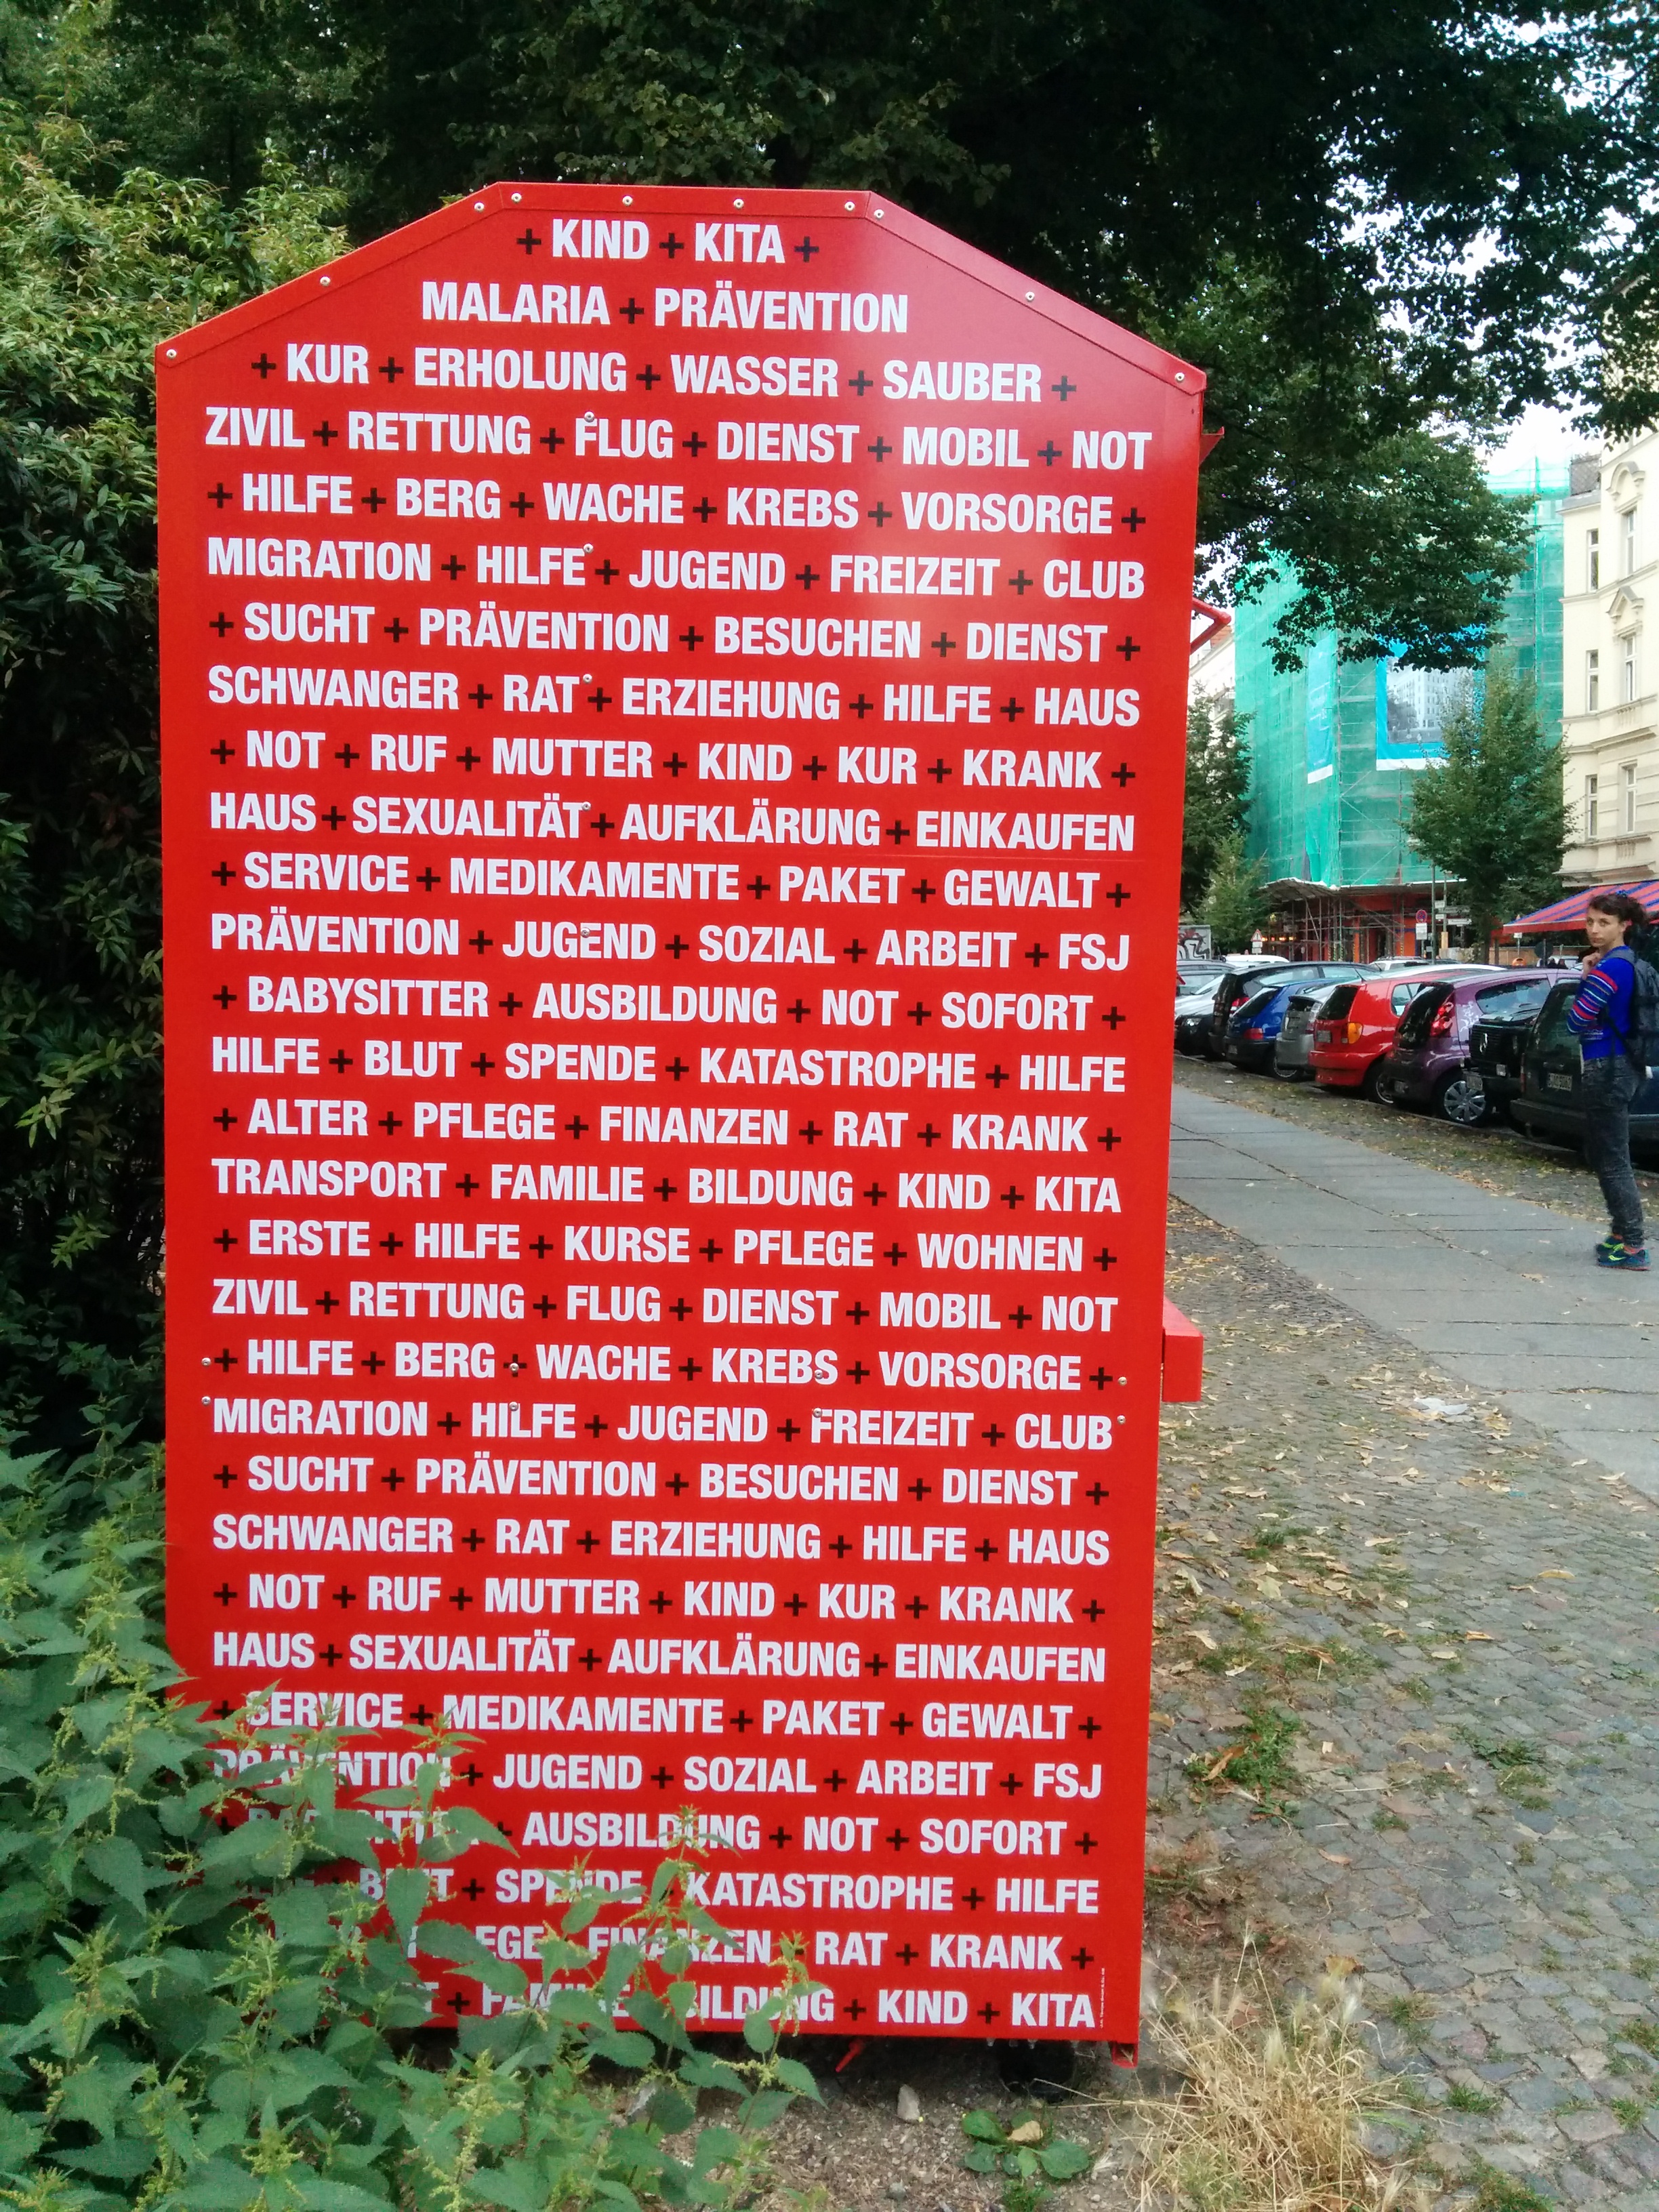 + KIND + KITA +
MALARIA + PRÄVENTION
+ KUR + ERHOLUNG + WASSER + SAUBER +
ZIVIL + RETTUNG + FLUG + DIENST + MOBIL + NOT
+ HILFE + BERG + WACHE + KREBS + VORSORGE +
MIGRATION + HILFE + JUGEND + FREIZEIT + CLUB
+ SUCHT + PRÄVENTION + BESUCHEN + DIENST +
SCHWANGER + RAT + ERZIEHUNG + HILFE + HAUS
+ NOT + RUF + MUTTER + KIND + KUR + KRANK +
HAUS + SEXUALITÄT + AUFKLÄRUNG + EINKAUFEN
+ SERVICE + MEDIKAMENTE + PAKET + GEWALT +
PRÄVENTION + JUGEND + SOZIAL + ARBEIT + FSJ
+ BABYSITTER + AUSBILDUNG + NOT + SOFORT +
HILFE + BLUT + SPENDE + KATASTROPHE + HILFE
+ ALTER + PFLEGE + FINANZEN + RAT + KRANK +
TRANSPORT + FAMILIE + BILDUNG + KIND + KITA
+ ERSTE + HILFE + KURSE + PFLEGE + WOHNEN +
ZIVIL + RETTUNG + FLUG + DIENST + MOBIL + NOT
+ HILFE + BERG + WACHE + KREBS + VORSORGE +
MIGRATION + HILFE + JUGEND + FREIZEIT + CLUB
+ SUCHT + PRÄVENTION + BESUCHEN + DIENST +
SCHWANGER + RAT + ERZIEHUNG + HILFE + HAUS
+ NOT + RUF + MUTTER + KIND + KUR + KRANK +
HAUS + SEXUALITÄT + AUFKLÄRUNG + EINKAUFEN
+ SERVICE + MEDIKAMENTE + PAKET + GEWALT +
PRÄVENTION + JUGEND + SOZIAL + ARBEIT + FSJ
+ AUSBILDUNG + NOT + SOFORT +
BLUT + SPENDE + KATASTROPHE + HILFE
FINANZEN + RAT + KRANK +
+ FAMILIE BILDUNG + KIND + KITA